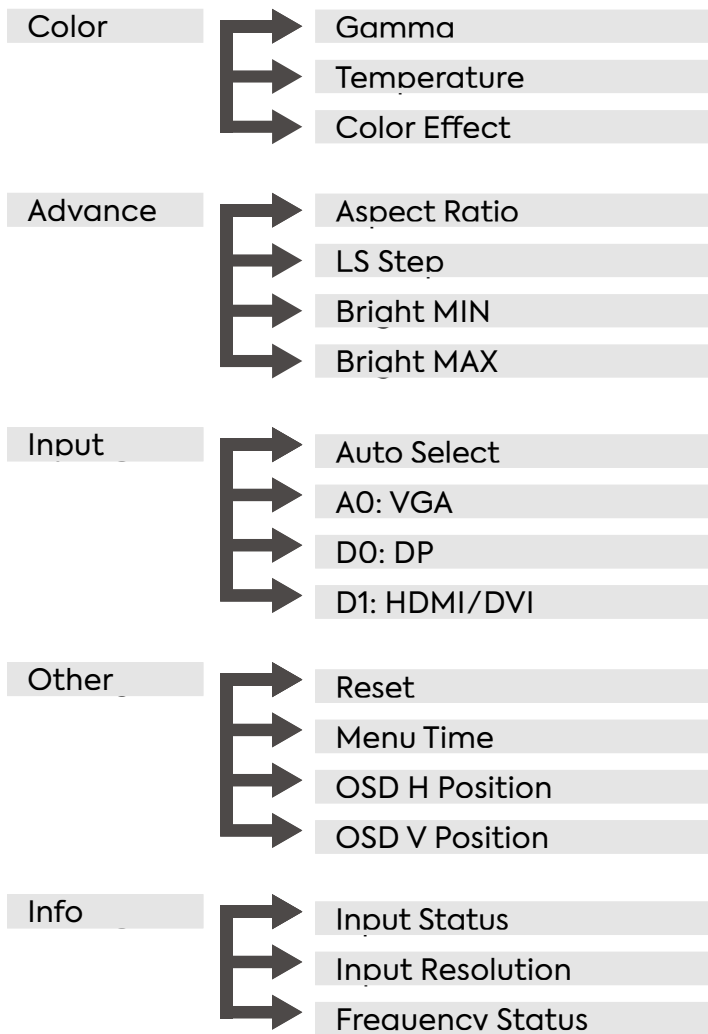 Color
Gamma
Temperature
Color Effect
Advance
Aspect Ratio
LS Step
Bright MIN
Bright MAX
Input
Auto Select
A0: VGA
D0: DP
D1: HDMI/DVI
Other
Reset
Menu Time
OSD H Position
OSD V Position
Info
Input Status
Input Resolution
Frequency Status